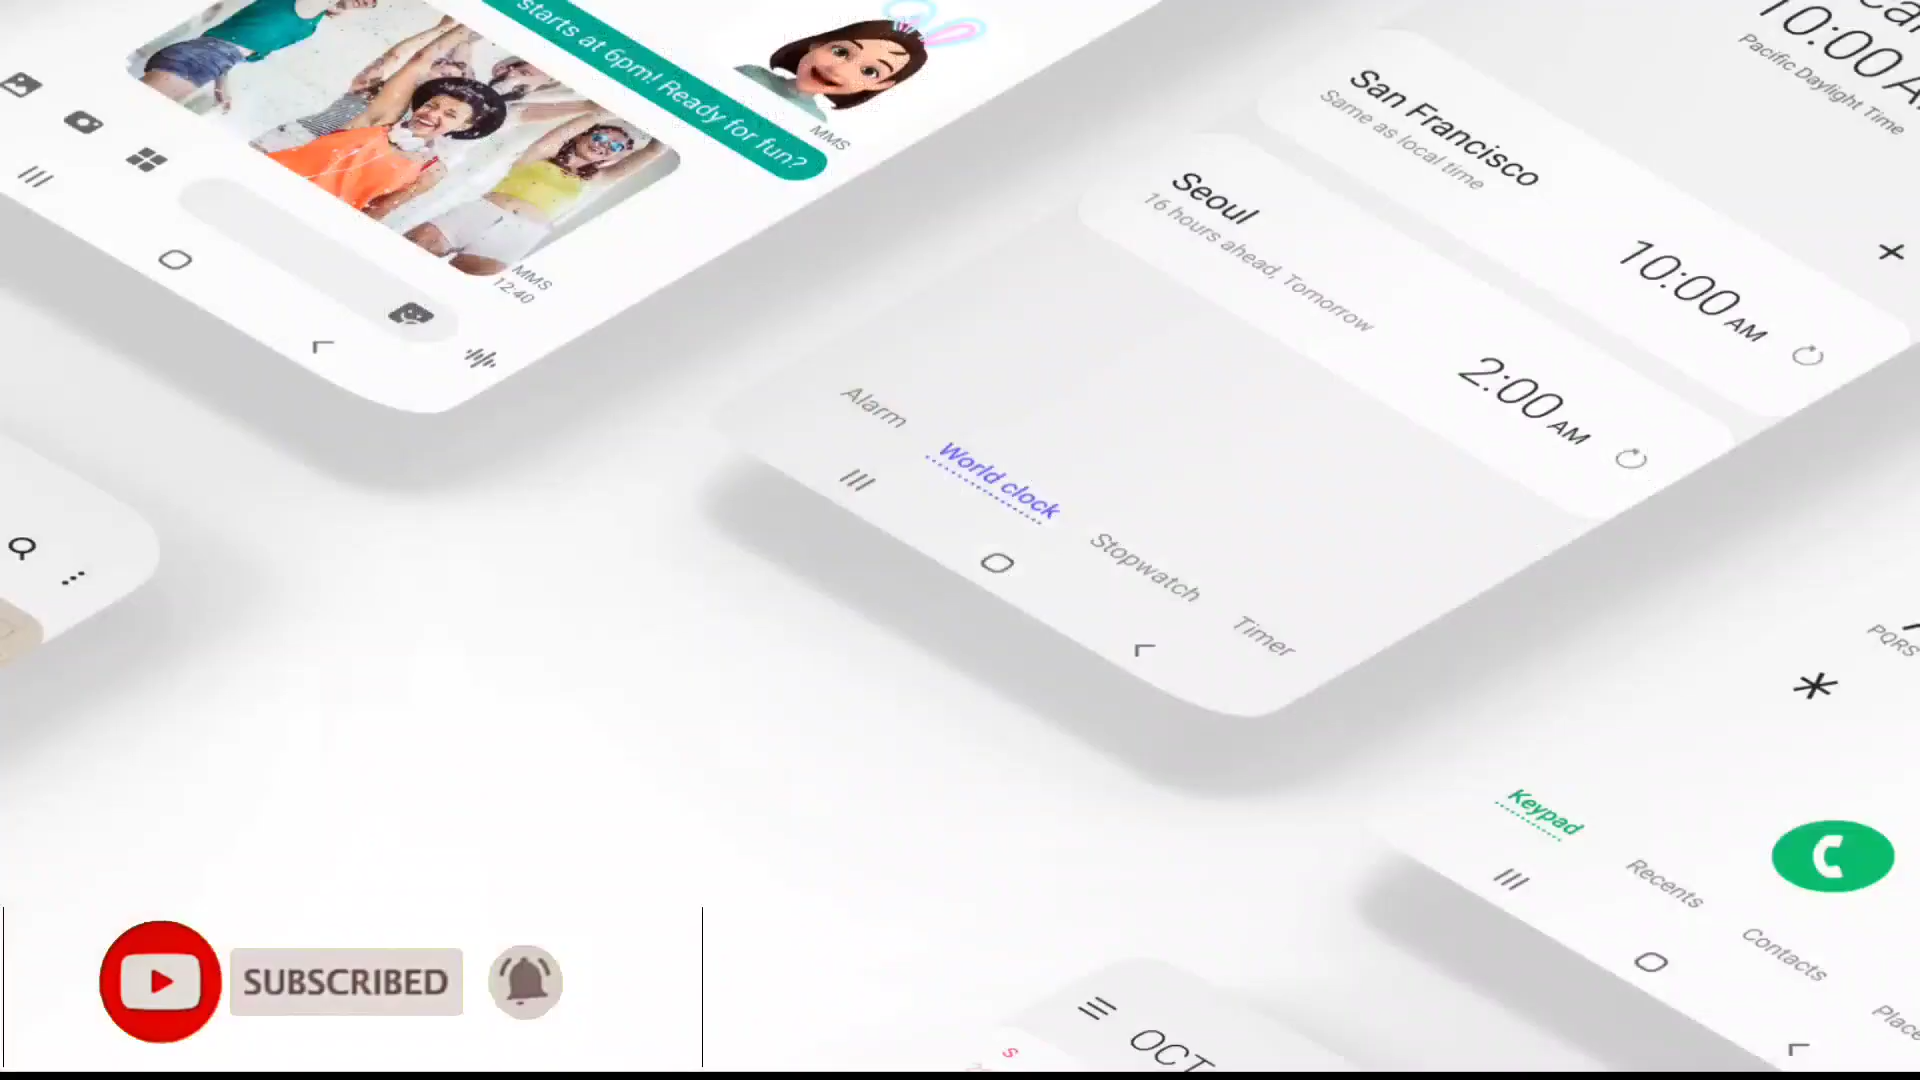 starts at 6pm! Ready for fun?
MMS
MMS
12:40
10:00
Pacific Daylight Time
San Francisco
Same as local time
10:00 AM
Seoul
16 hours ahead, Tomorrow
2:00 AM
Alarm
World clock
Stopwatch
Timer
PQRS
*
Keypad
Recents
Contacts
SUBSCRIBED
OCT
S